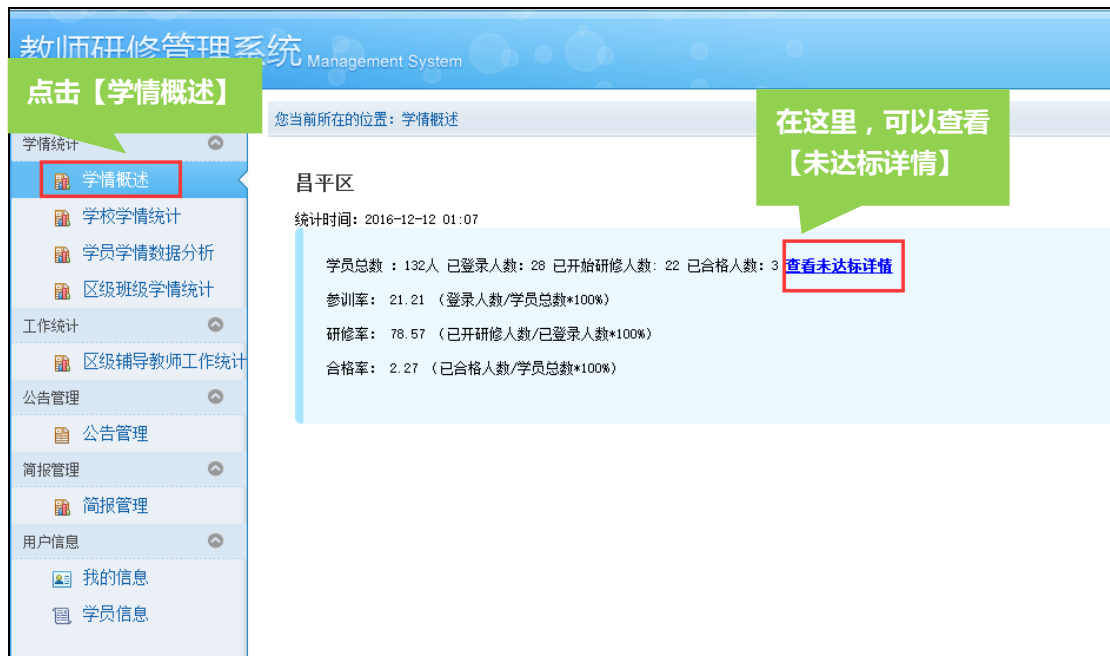 教师研修管理系统 Management System
点击【学情概述】
您当前所在的位置：学情概述
在这里，可以查看
【未达标详情】
学情统计
学情概述
学校学情统计
学员学情数据分析
区级班级学情统计
工作统计
区级辅导教师工作统计
公告管理
公告管理
简报管理
简报管理
用户信息
我的信息
学员信息
昌平区
统计时间：2016-12-12 01:07
学员总数 ：132人 已登录人数：28 已开始研修人数：22 已合格人数：3 查看未达标详情
参训率： 21.21 （登录人数/学员总数*100%）
研修率： 78.57 （已开研修人数/已登录人数*100%）
合格率： 2.27 （已合格人数/学员总数*100%）